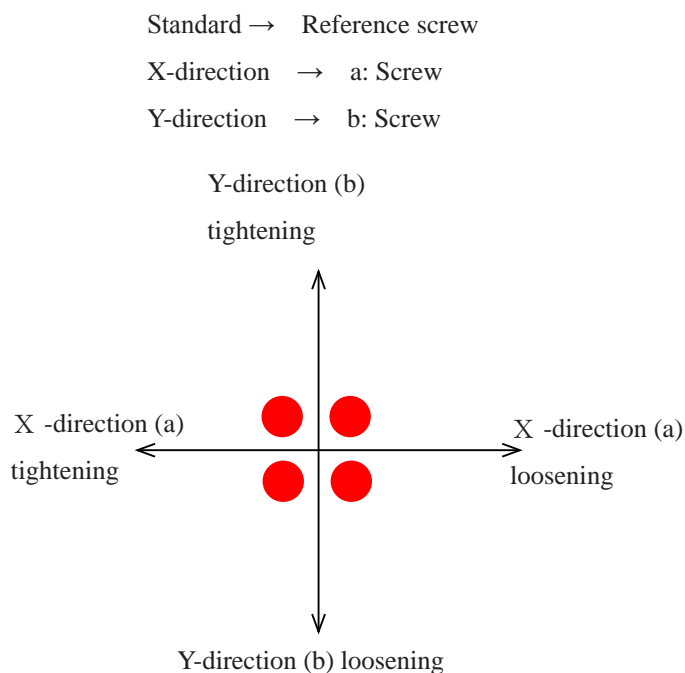 Standard → Reference screw
X-direction → a: Screw
Y-direction → b: Screw
Y-direction (b)
tightening
X -direction (a)
tightening
X -direction (a)
loosening
Y-direction (b) loosening